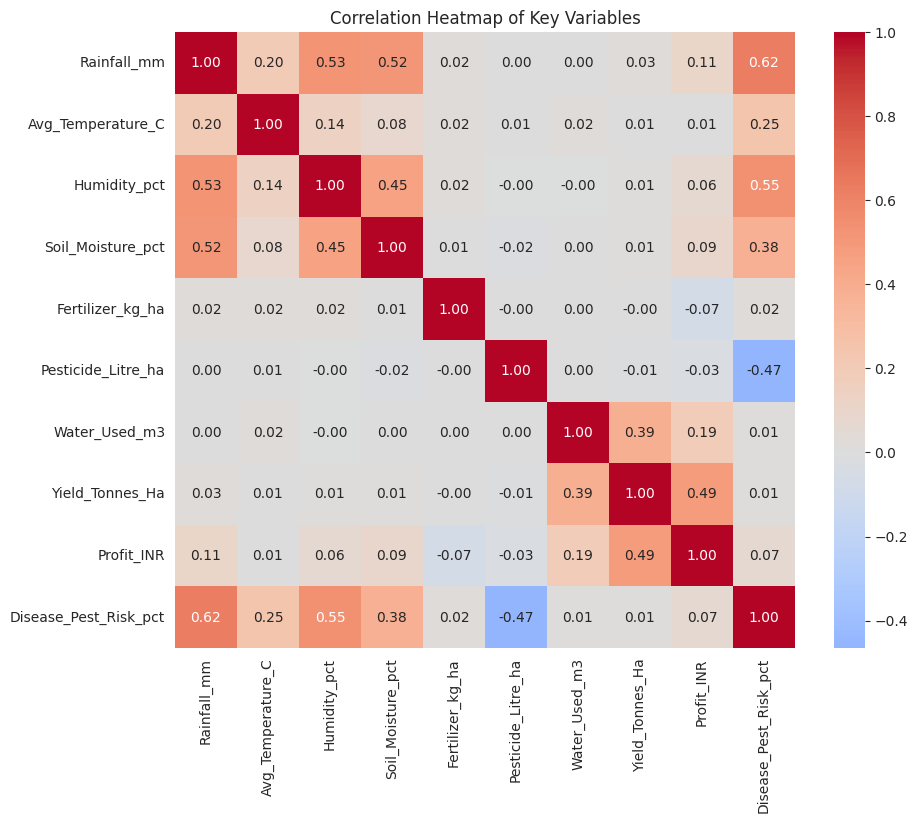 Correlation Heatmap of Key Variables
Rainfall_mm 1.00 0.20 0.53 0.52 0.02 0.00 0.00 0.03 0.11 0.62
Avg_Temperature_C 0.20 1.00 0.14 0.08 0.02 0.01 0.02 0.01 0.01 0.25
Humidity_pct 0.53 0.14 1.00 0.45 0.02 -0.00 -0.00 0.01 0.06 0.55
Soil_Moisture_pct 0.52 0.08 0.45 1.00 0.01 -0.02 0.00 0.01 0.09 0.38
Fertilizer_kg_ha 0.02 0.02 0.02 0.01 1.00 -0.00 0.00 -0.00 -0.07 0.02
Pesticide_Litre_ha 0.00 0.01 -0.00 -0.02 -0.00 1.00 0.00 -0.01 -0.03 -0.47
Water_Used_m3 0.00 0.02 -0.00 0.00 0.00 0.00 1.00 0.39 0.19 0.01
Yield_Tonnes_Ha 0.03 0.01 0.01 0.01 -0.00 -0.01 0.39 1.00 0.49 0.01
Profit_INR 0.11 0.01 0.06 0.09 -0.07 -0.03 0.19 0.49 1.00 0.07
Disease_Pest_Risk_pct 0.62 0.25 0.55 0.38 0.02 -0.47 0.01 0.01 0.07 1.00
Rainfall_mm
Avg_Temperature_C
Humidity_pct
Soil_Moisture_pct
Fertilizer_kg_ha
Pesticide_Litre_ha
Water_Used_m3
Yield_Tonnes_Ha
Profit_INR
Disease_Pest_Risk_pct
1.0
0.8
0.6
0.4
0.2
0.0
−0.2
−0.4